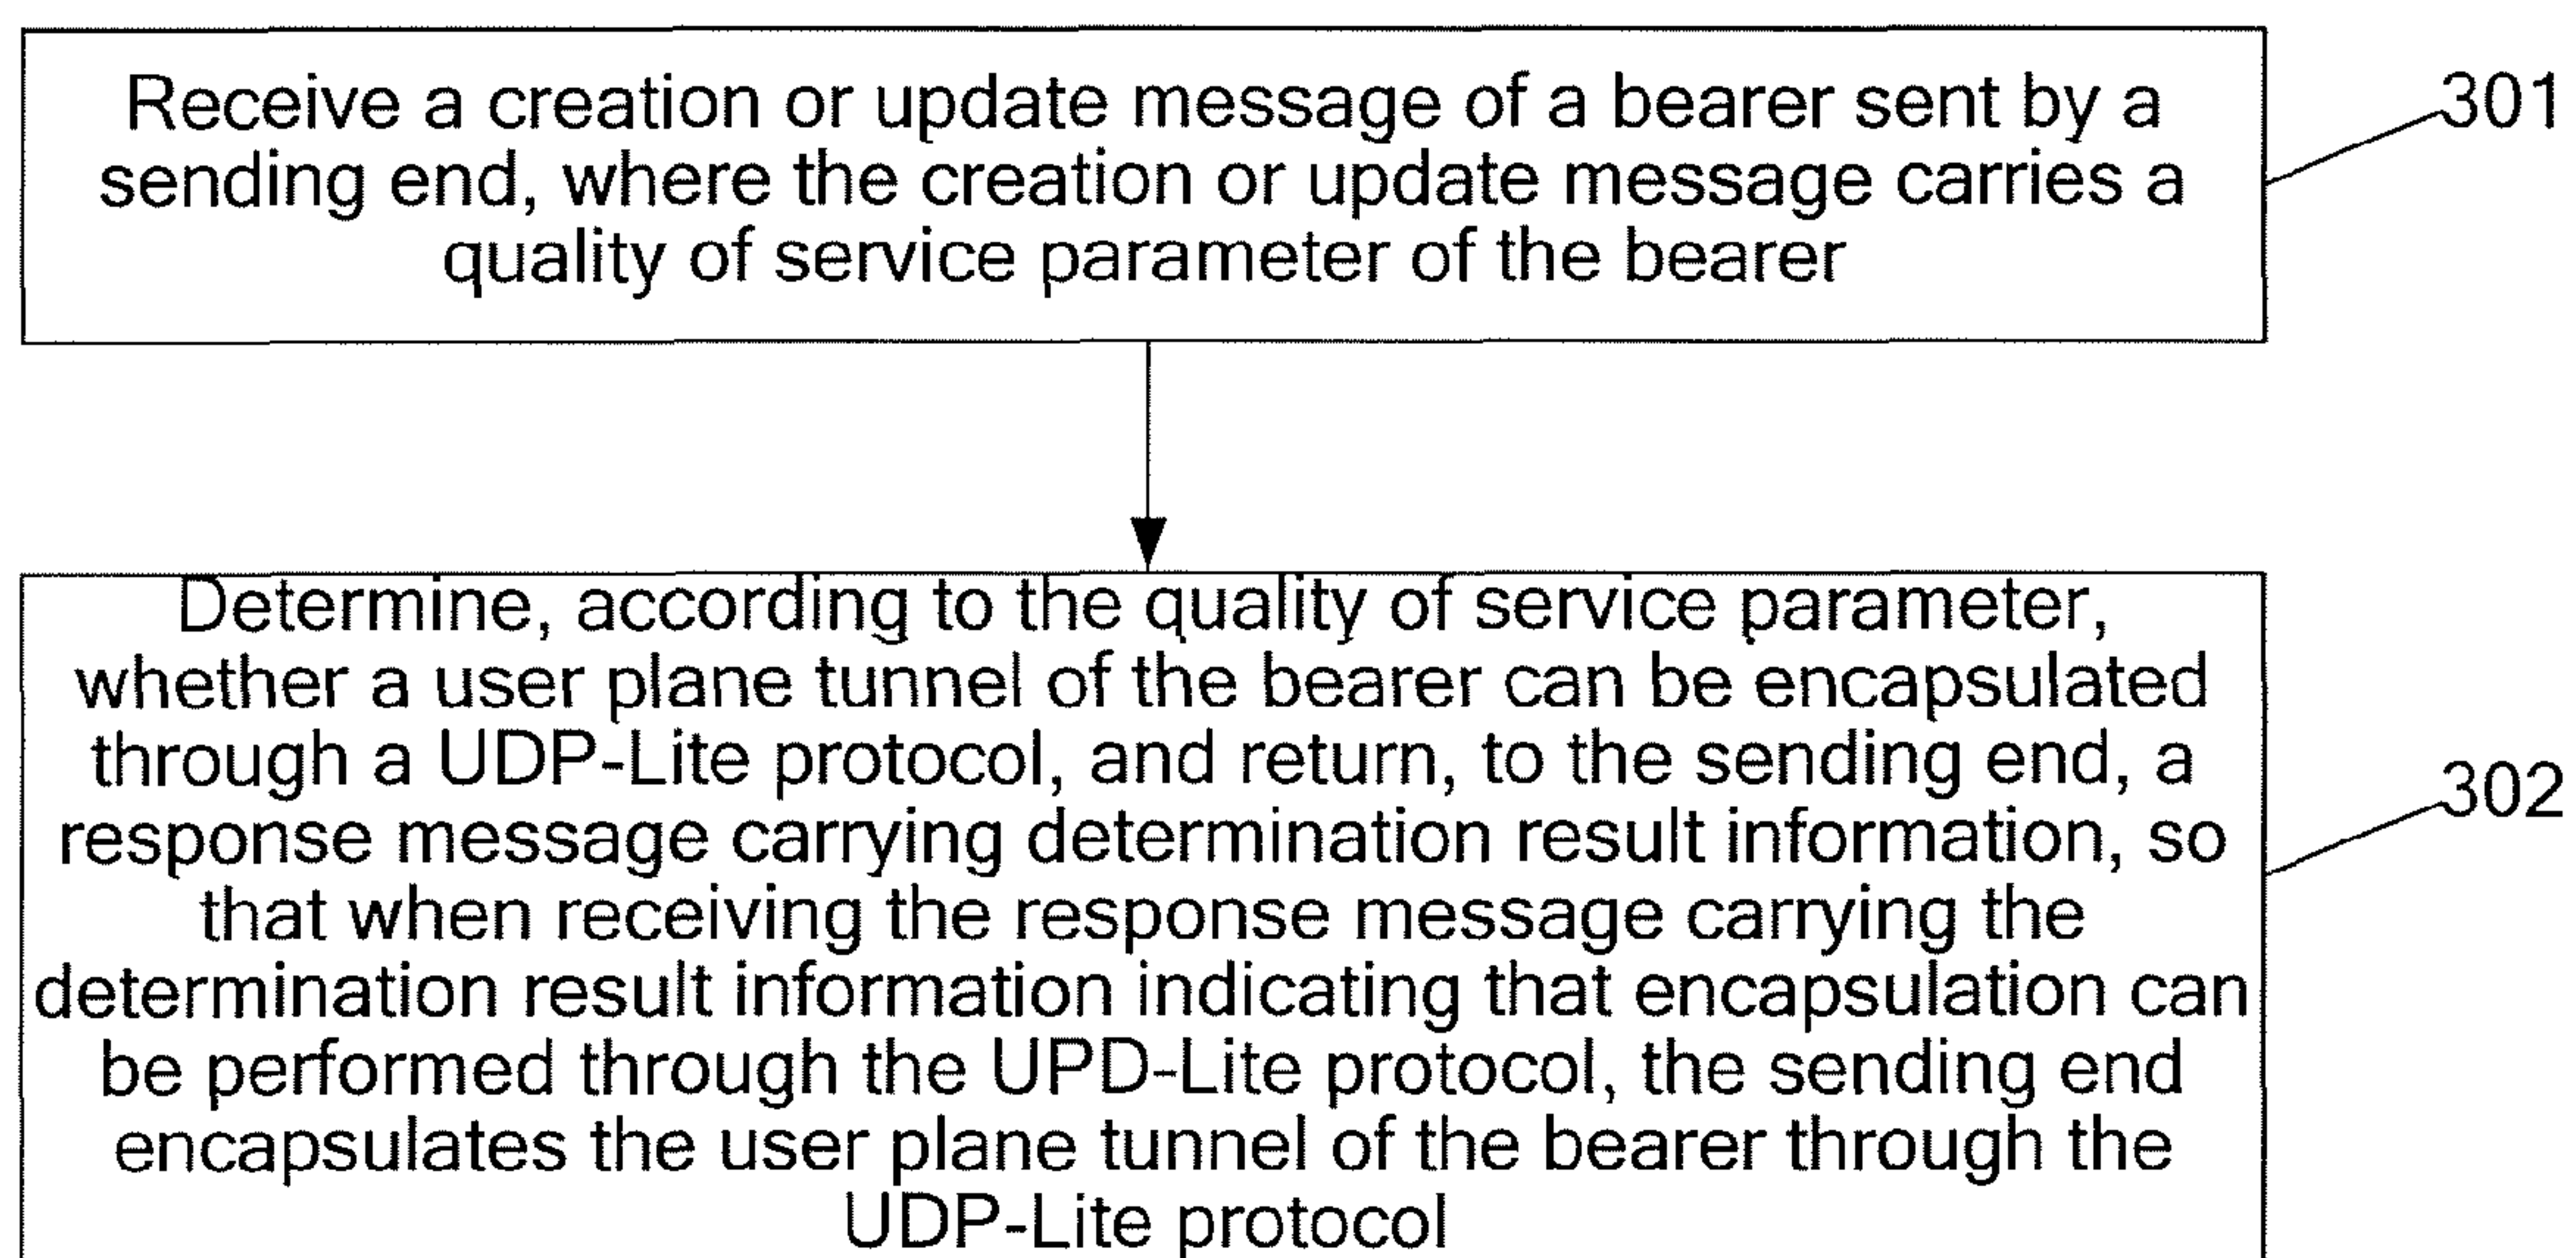 Receive a creation or update message of a bearer sent by a
sending end, where the creation or update message carries a
quality of service parameter of the bearer
301
Determine, according to the quality of service parameter,
whether a user plane tunnel of the bearer can be encapsulated
through a UDP-Lite protocol, and return, to the sending end, a
response message carrying determination result information, so
that when receiving the response message carrying the
determination result information indicating that encapsulation can
be performed through the UPD-Lite protocol, the sending end
encapsulates the user plane tunnel of the bearer through the
UDP-Lite protocol
302